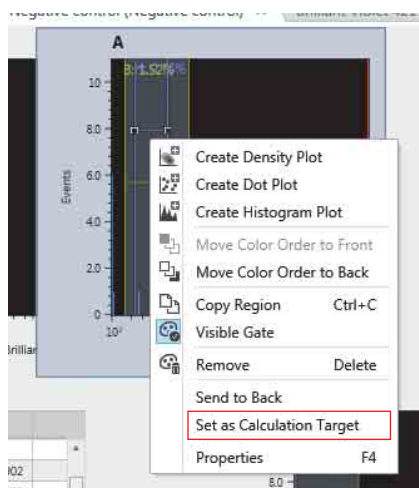 Negative control (Negative control)
A
10
8.0
6.0
4.0
2.0
0
Events
10²
Create Density Plot
Create Dot Plot
Create Histogram Plot
Move Color Order to Front
Move Color Order to Back
Copy Region Ctrl+C
Visible Gate
Remove Delete
Send to Back
Set as Calculation Target
Properties F4
8.0